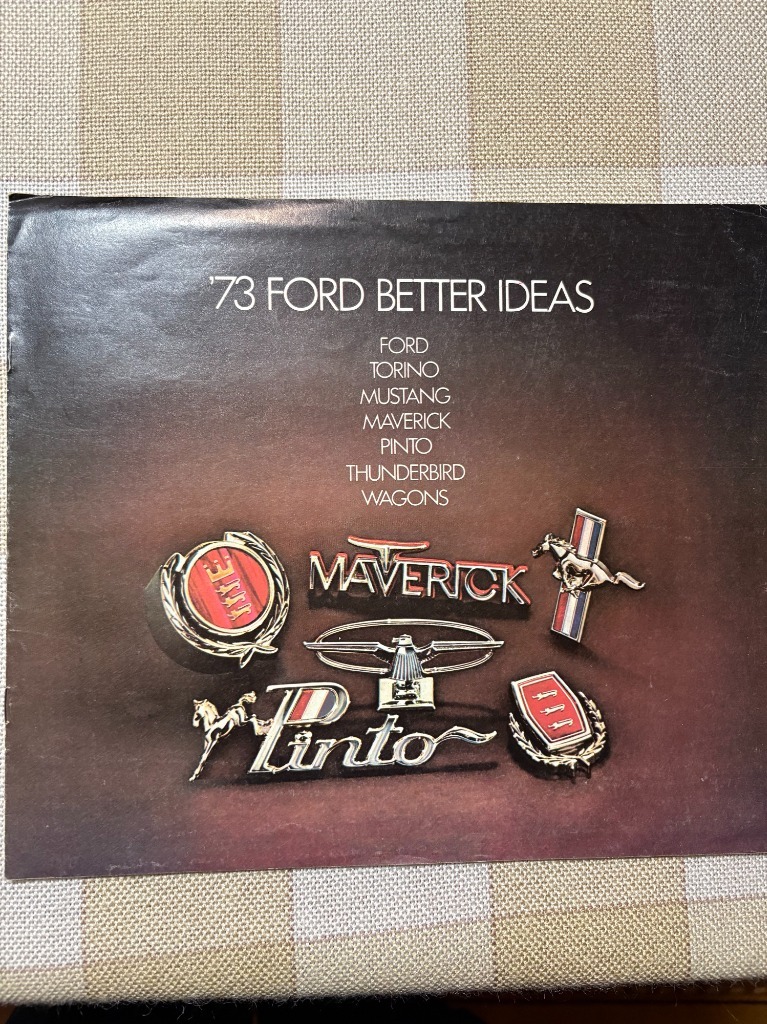 '73 FORD BETTER IDEAS
FORD
TORINO
MUSTANG
MAVERICK
PINTO
THUNDERBIRD
WAGONS
MAVERICK
Pinto